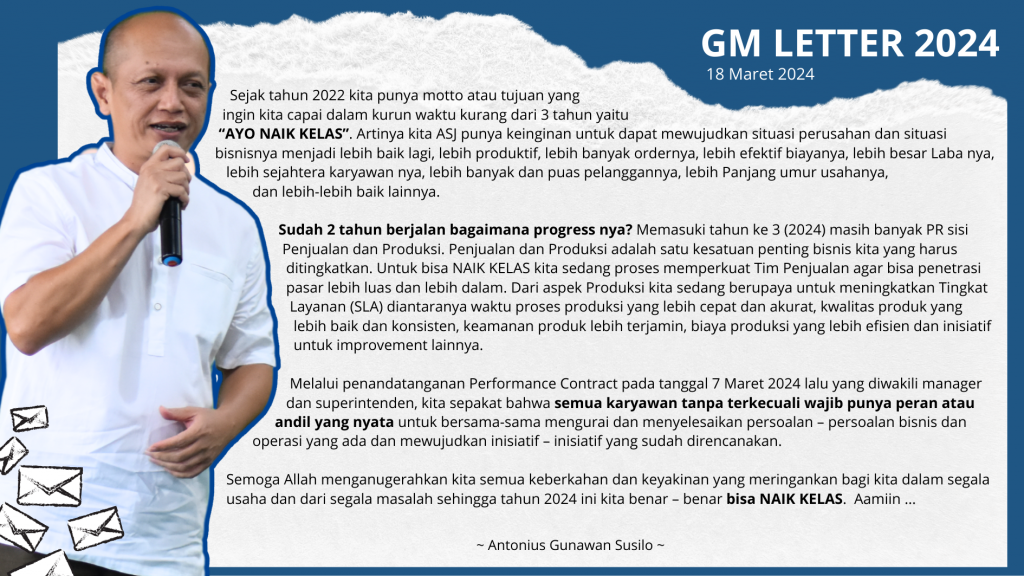 GM LETTER 2024
18 Maret 2024
Sejak tahun 2022 kita punya motto atau tujuan yang
ingin kita capai dalam kurun waktu kurang dari 3 tahun yaitu
“AYO NAIK KELAS”. Artinya kita ASJ punya keinginan untuk dapat mewujudkan situasi perusahan dan situasi
bisnisnya menjadi lebih baik lagi, lebih produktif, lebih banyak ordernya, lebih efektif biayanya, lebih besar Laba nya,
lebih sejahtera karyawan nya, lebih banyak dan puas pelanggannya, lebih Panjang umur usahanya,
dan lebih-lebih baik lainnya.
Sudah 2 tahun berjalan bagaimana progress nya? Memasuki tahun ke 3 (2024) masih banyak PR sisi
Penjualan dan Produksi. Penjualan dan Produksi adalah satu kesatuan penting bisnis kita yang harus
ditingkatkan. Untuk bisa NAIK KELAS kita sedang proses memperkuat Tim Penjualan agar bisa penetrasi
pasar lebih luas dan lebih dalam. Dari aspek Produksi kita sedang berupaya untuk meningkatkan Tingkat
Layanan (SLA) diantaranya waktu proses produksi yang lebih cepat dan akurat, kwalitas produk yang
lebih baik dan konsisten, keamanan produk lebih terjamin, biaya produksi yang lebih efisien dan inisiatif
untuk improvement lainnya.
Melalui penandatanganan Performance Contract pada tanggal 7 Maret 2024 lalu yang diwakili manager
dan superintenden, kita sepakat bahwa semua karyawan tanpa terkecuali wajib punya peran atau
andil yang nyata untuk bersama-sama mengurai dan menyelesaikan persoalan – persoalan bisnis dan
operasi yang ada dan mewujudkan inisiatif – inisiatif yang sudah direncanakan.
Semoga Allah menganugerahkan kita semua keberkahan dan keyakinan yang meringankan bagi kita dalam segala
usaha dan dari segala masalah sehingga tahun 2024 ini kita benar – benar bisa NAIK KELAS. Aamiin ...
~ Antonius Gunawan Susilo ~